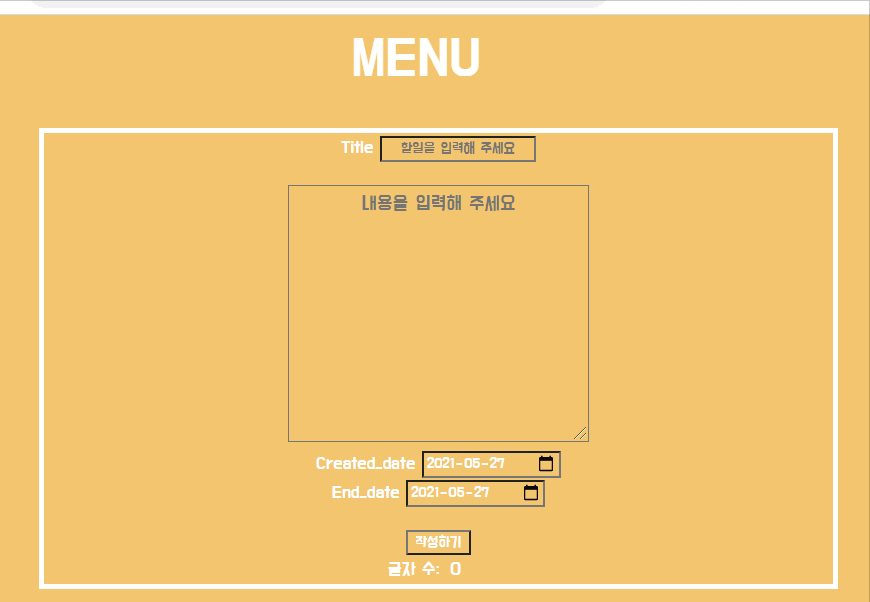 MENU
Title 할일을 입력해 주세요
내용을 입력해 주세요
Created_date 2021-05-27
End_date 2021-05-27
작성하기
글자 수: 0